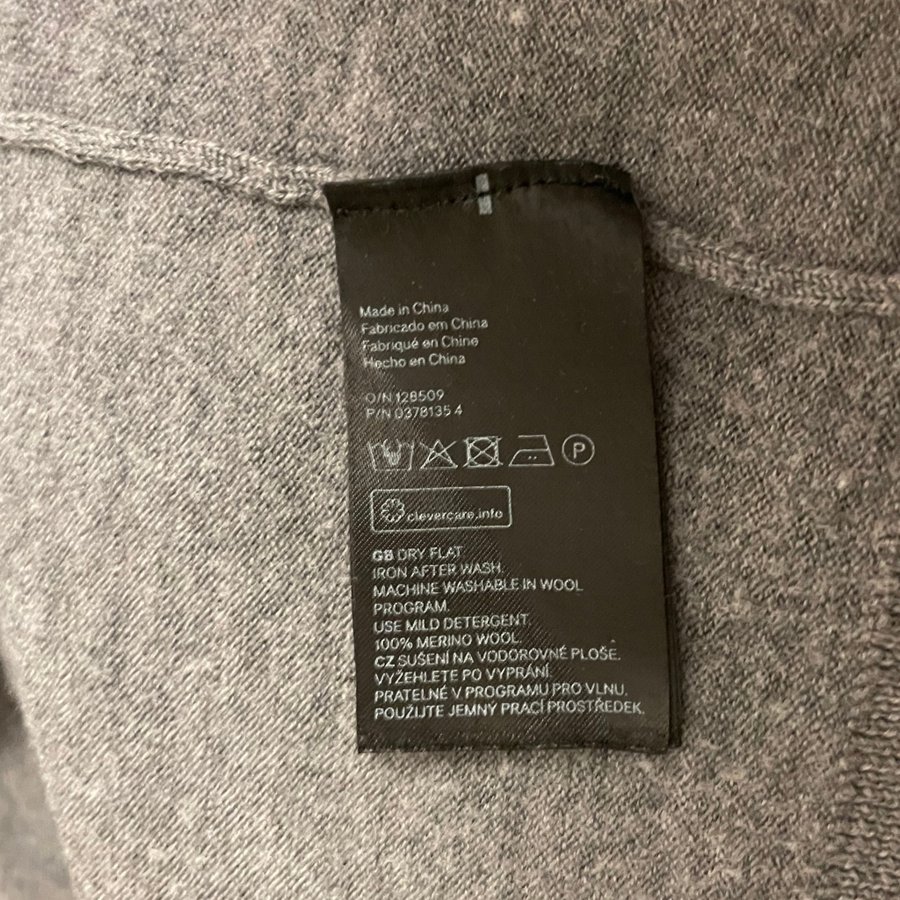 Made in China
Fabricado em China
Fabriqué en Chine
Hecho en China
O/N 128509
P/N 0378135 4
P
clevercare.info
GB DRY FLAT.
IRON AFTER WASH.
MACHINE WASHABLE IN WOOL
PROGRAM.
USE MILD DETERGENT.
100% MERINO WOOL.
CZ SUŠENÍ NA VODOROVNÉ PLOŠE.
VYŽEHLETE PO VYPRÁNÍ.
PRATELNÉ V PROGRAMU PRO VLNU.
POUŽIJTE JEMNÝ PRACÍ PROSTŘEDEK.